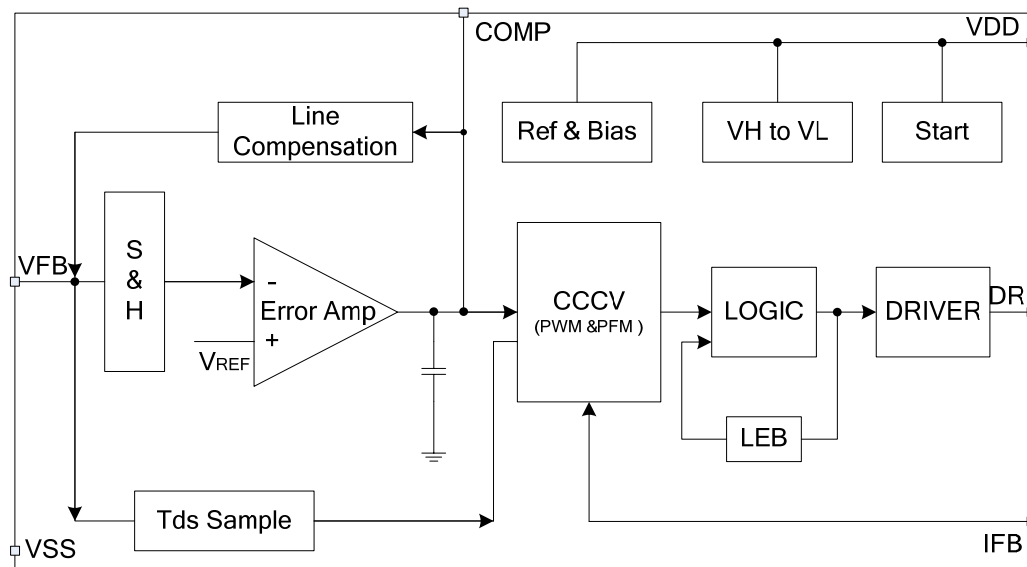 COMP
VDD
Line
Compensation
Ref & Bias
VH to VL
Start
VFB
S
&
H
-
Error Amp
+
VREF
CCCV
(PWM &PFM )
LOGIC
DRIVER
DR
LEB
Tds Sample
VSS
IFB